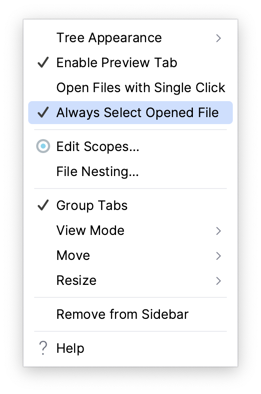 Tree Appearance
Enable Preview Tab
Open Files with Single Click
Always Select Opened File
Edit Scopes...
File Nesting...
Group Tabs
View Mode
Move
Resize
Remove from Sidebar
? Help